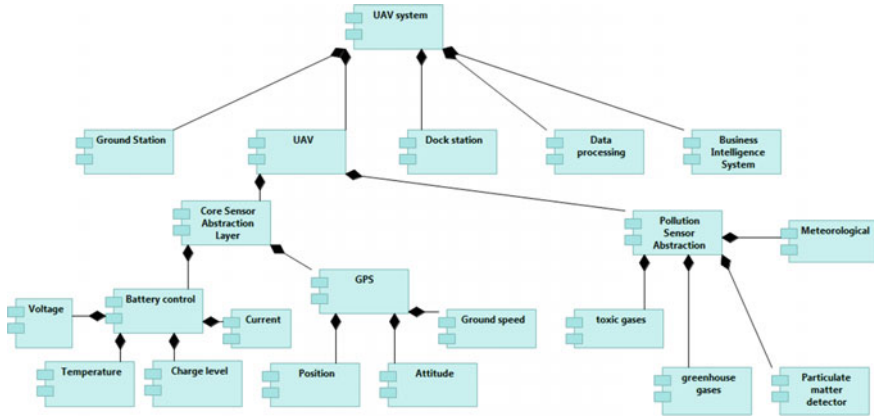 UAV system
Ground Station
UAV
Dock station
Data
processing
Business
Intelligence
System
Core Sensor
Abstraction
Layer
Pollution
Sensor
Abstraction
Meteorological
GPS
Voltage
Battery control
Current
Ground speed
toxic gases
Temperature
Charge level
Position
Attitude
greenhouse
gases
Particulate
matter
detector